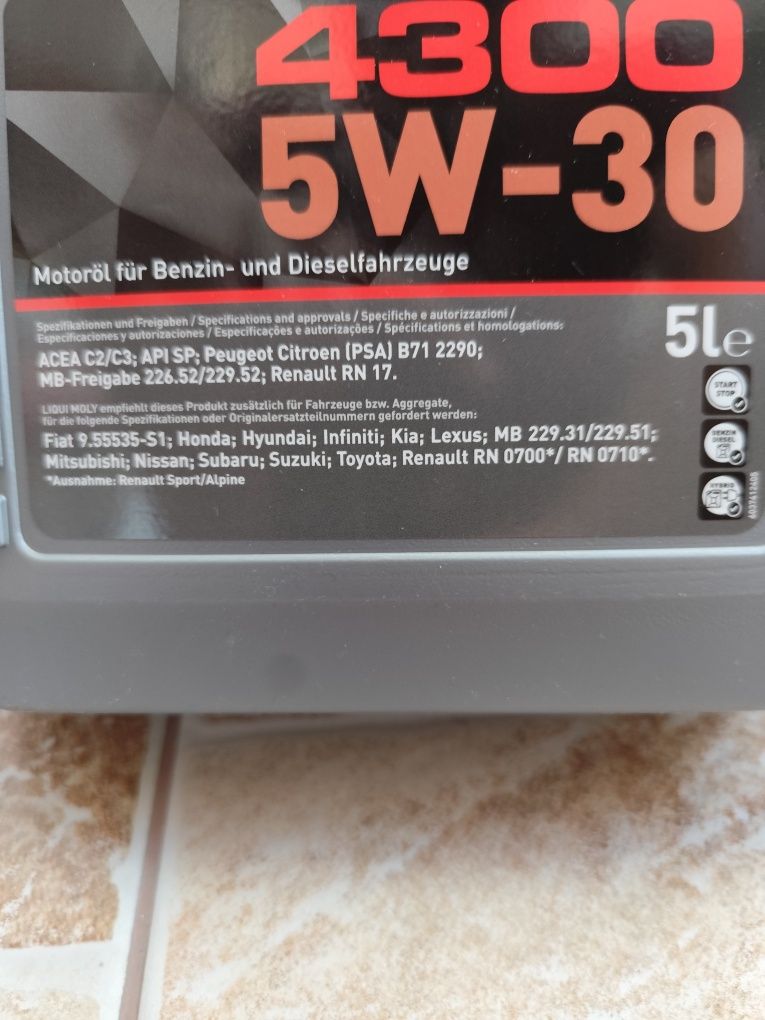 4300
5W-30
Motoröl für Benzin- und Dieselfahrzeuge
Spezifikationen und Freigaben / Specifications and approvals / Specifiche e autorizzazioni /
Especificaciones y autorizaciones / Especificações e autorizações / Spécifications et homologations:
ACEA C2/C3; API SP; Peugeot Citroen (PSA) B71 2290;
MB-Freigabe 226.52/229.52; Renault RN 17.
LIQUI MOLY empfiehlt dieses Produkt zusätzlich für Fahrzeuge bzw. Aggregate,
für die folgende Spezifikationen oder Originalersatzteilnummern gefordert werden:
Fiat 9.55535-S1; Honda; Hyundai; Infiniti; Kia; Lexus; MB 229.31/229.51;
Mitsubishi; Nissan; Subaru; Suzuki; Toyota; Renault RN 0700*/ RN 0710*.
*Ausnahme: Renault Sport/Alpine
5l e
START
STOP
BENZIN
DIESEL
HYBRID